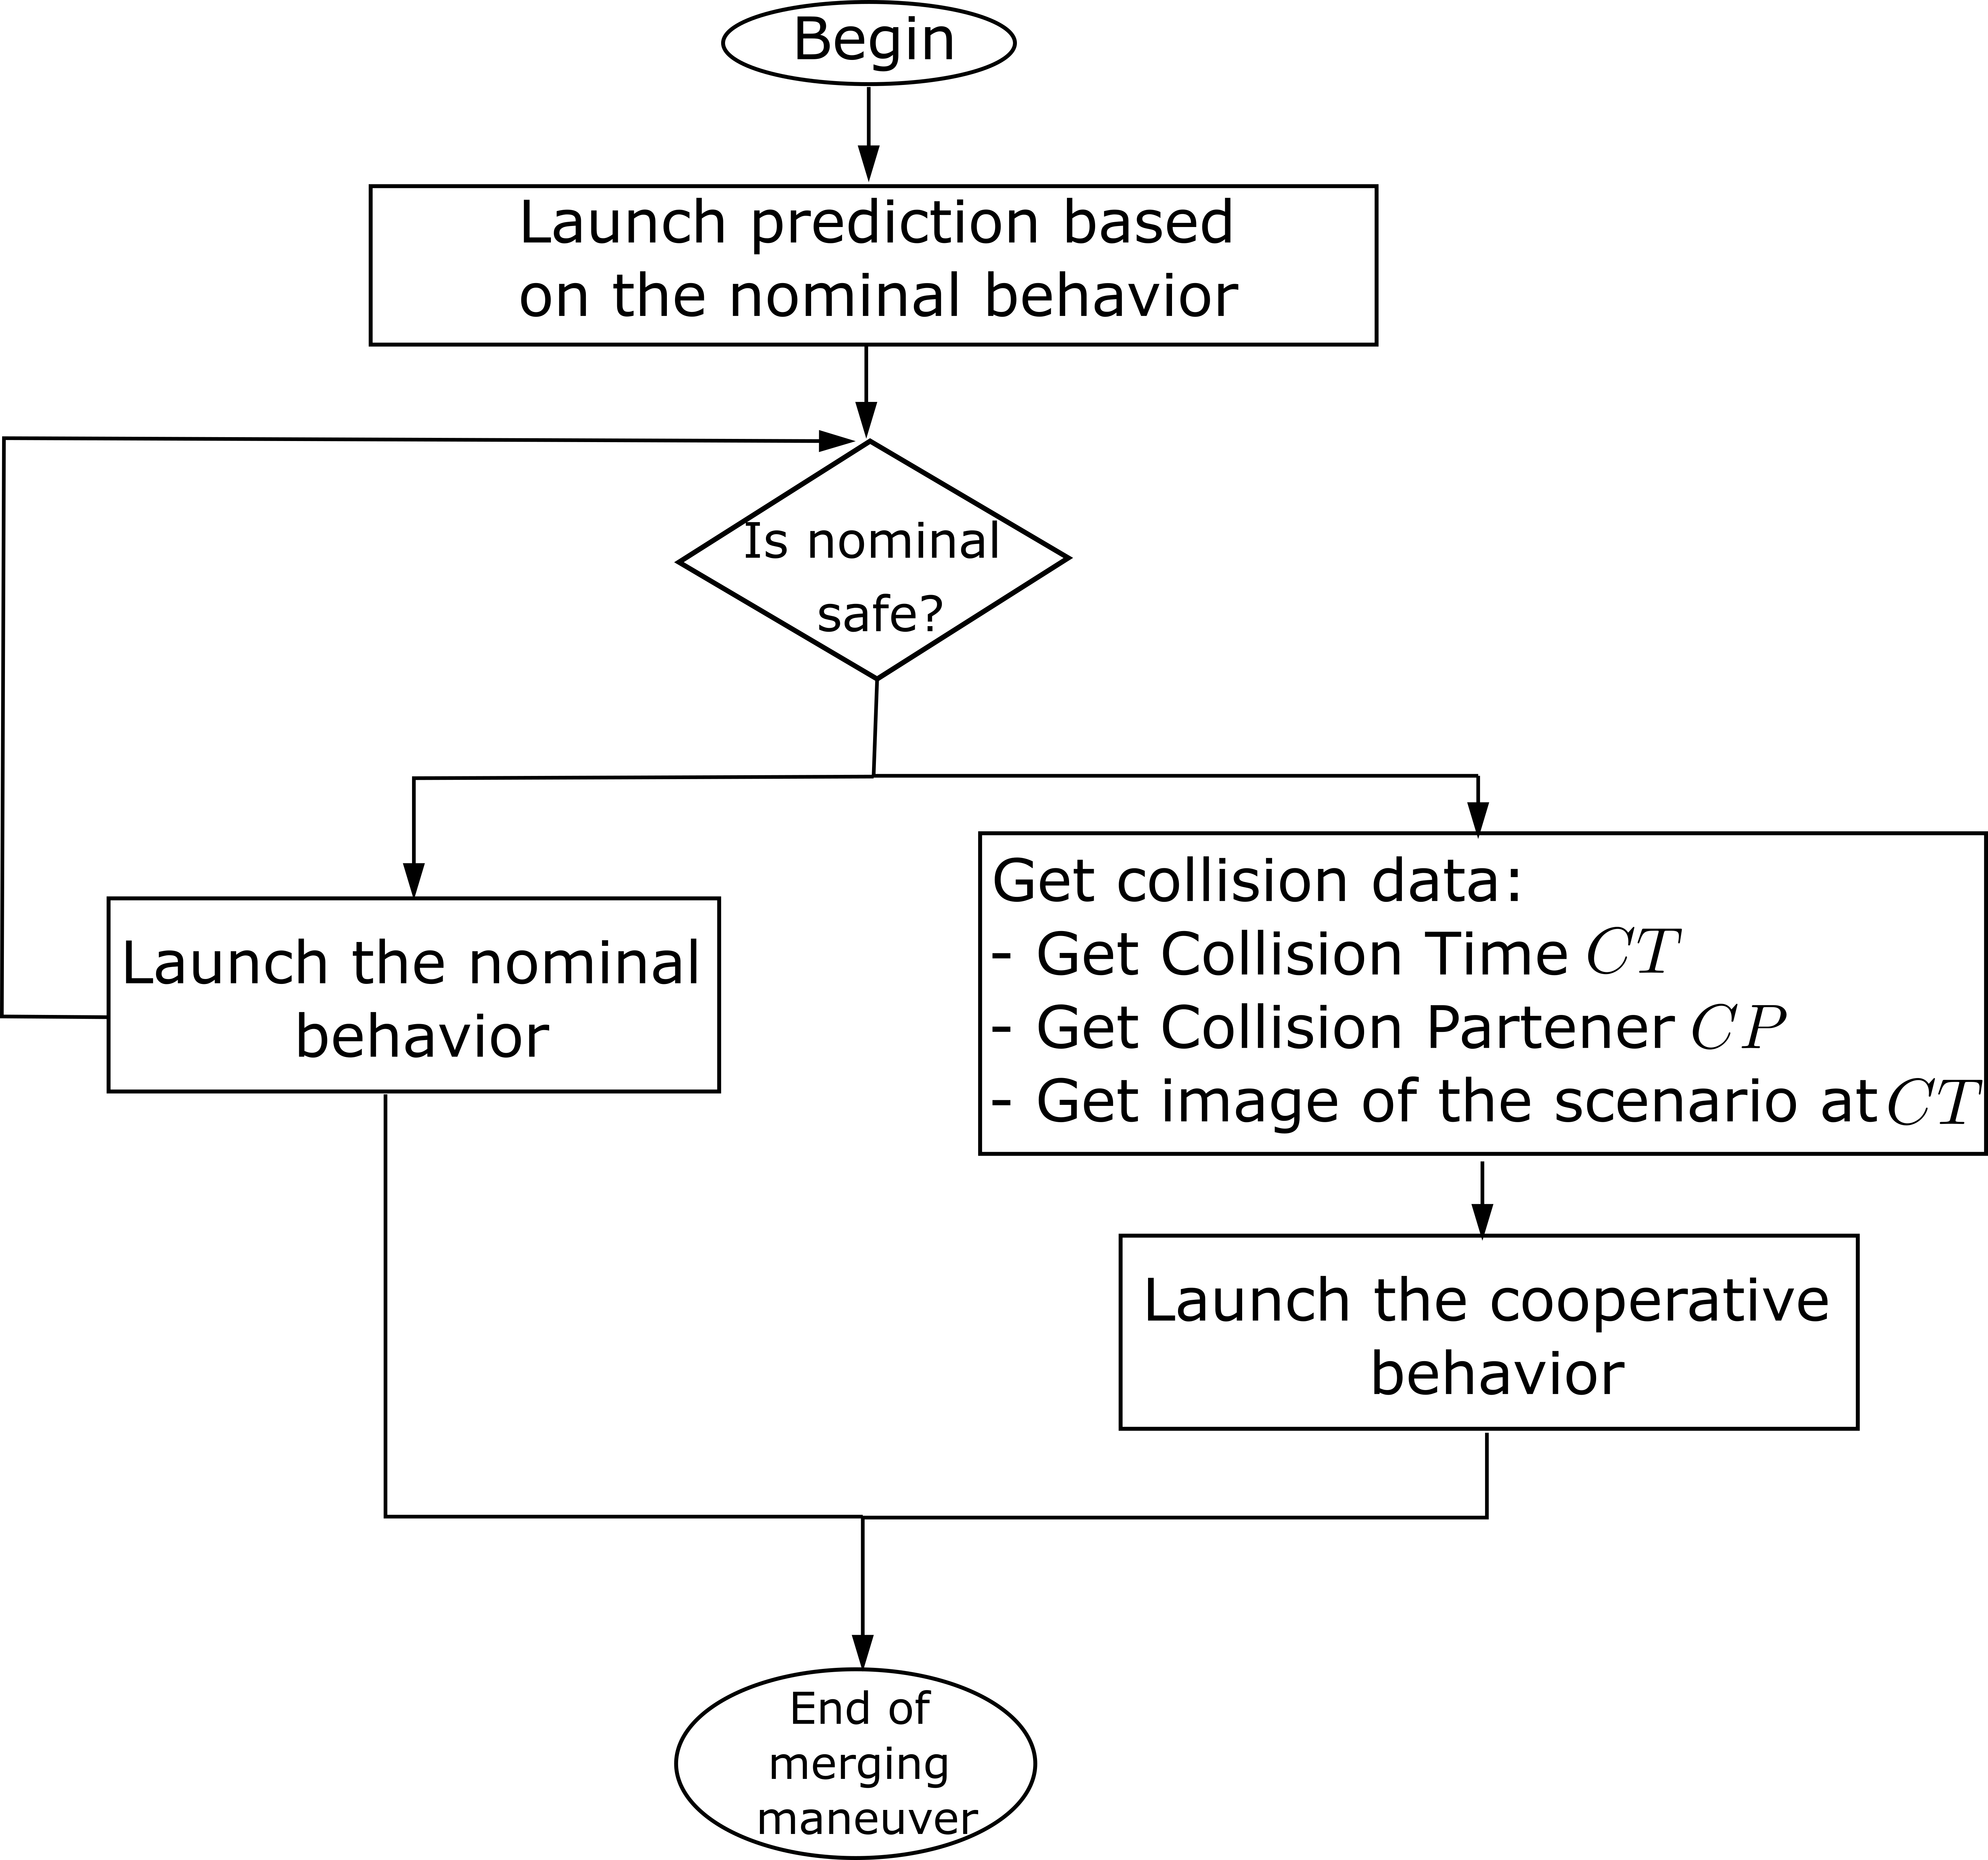 Begin
Launch prediction based
on the nominal behavior
Is nominal
safe?
Launch the nominal
behavior
Get collision data:
- Get Collision Time CT
- Get Collision Partener CP
- Get image of the scenario at CT
Launch the cooperative
behavior
End of
merging
maneuver